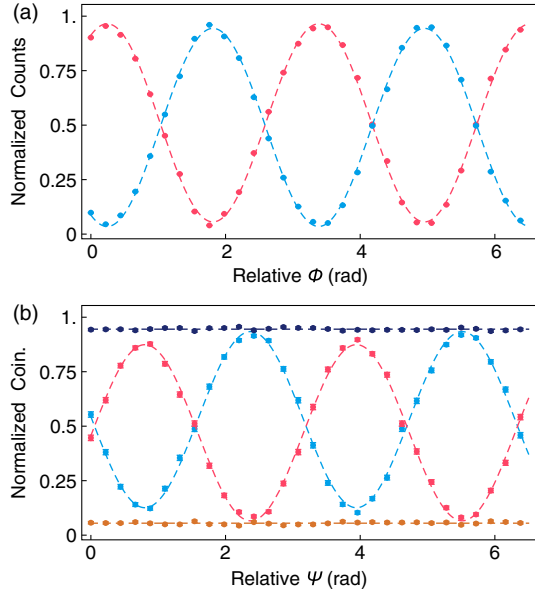 (a)
Normalized Counts
1.
0.75
0.5
0.25
0
0 2 4 6
Relative Φ (rad)
(b)
Normalized Coin.
1.
0.75
0.5
0.25
0
0 2 4 6
Relative Ψ (rad)